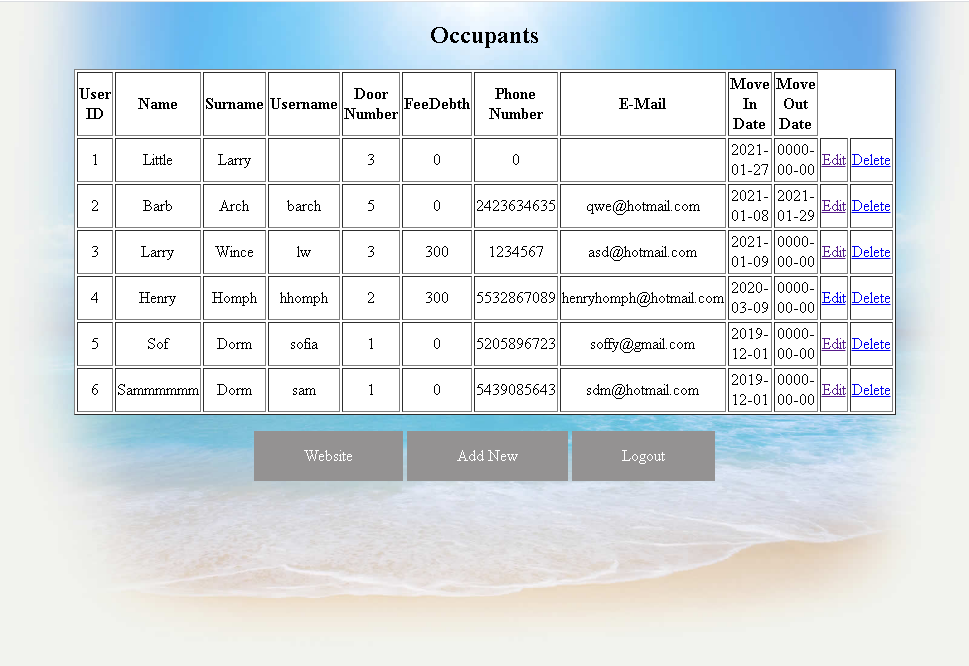 Occupants
User ID Name Surname Username Door Number FeeDebth Phone Number E-Mail Move In Date Move Out Date
1 Little Larry 3 0 0 2021-01-27 0000-00-00 Edit Delete
2 Barb Arch barch 5 0 2423634635 qwe@hotmail.com 2021-01-08 2021-01-29 Edit Delete
3 Larry Wince lw 3 300 1234567 asd@hotmail.com 2021-01-09 0000-00-00 Edit Delete
4 Henry Homph hhomph 2 300 5532867089 henryhomph@hotmail.com 2020-03-09 0000-00-00 Edit Delete
5 Sof Dorm sofia 1 0 5205896723 soffy@gmail.com 2019-12-01 0000-00-00 Edit Delete
6 Sammmmmm Dorm sam 1 0 5439085643 sdm@hotmail.com 2019-12-01 0000-00-00 Edit Delete
Website Add New Logout